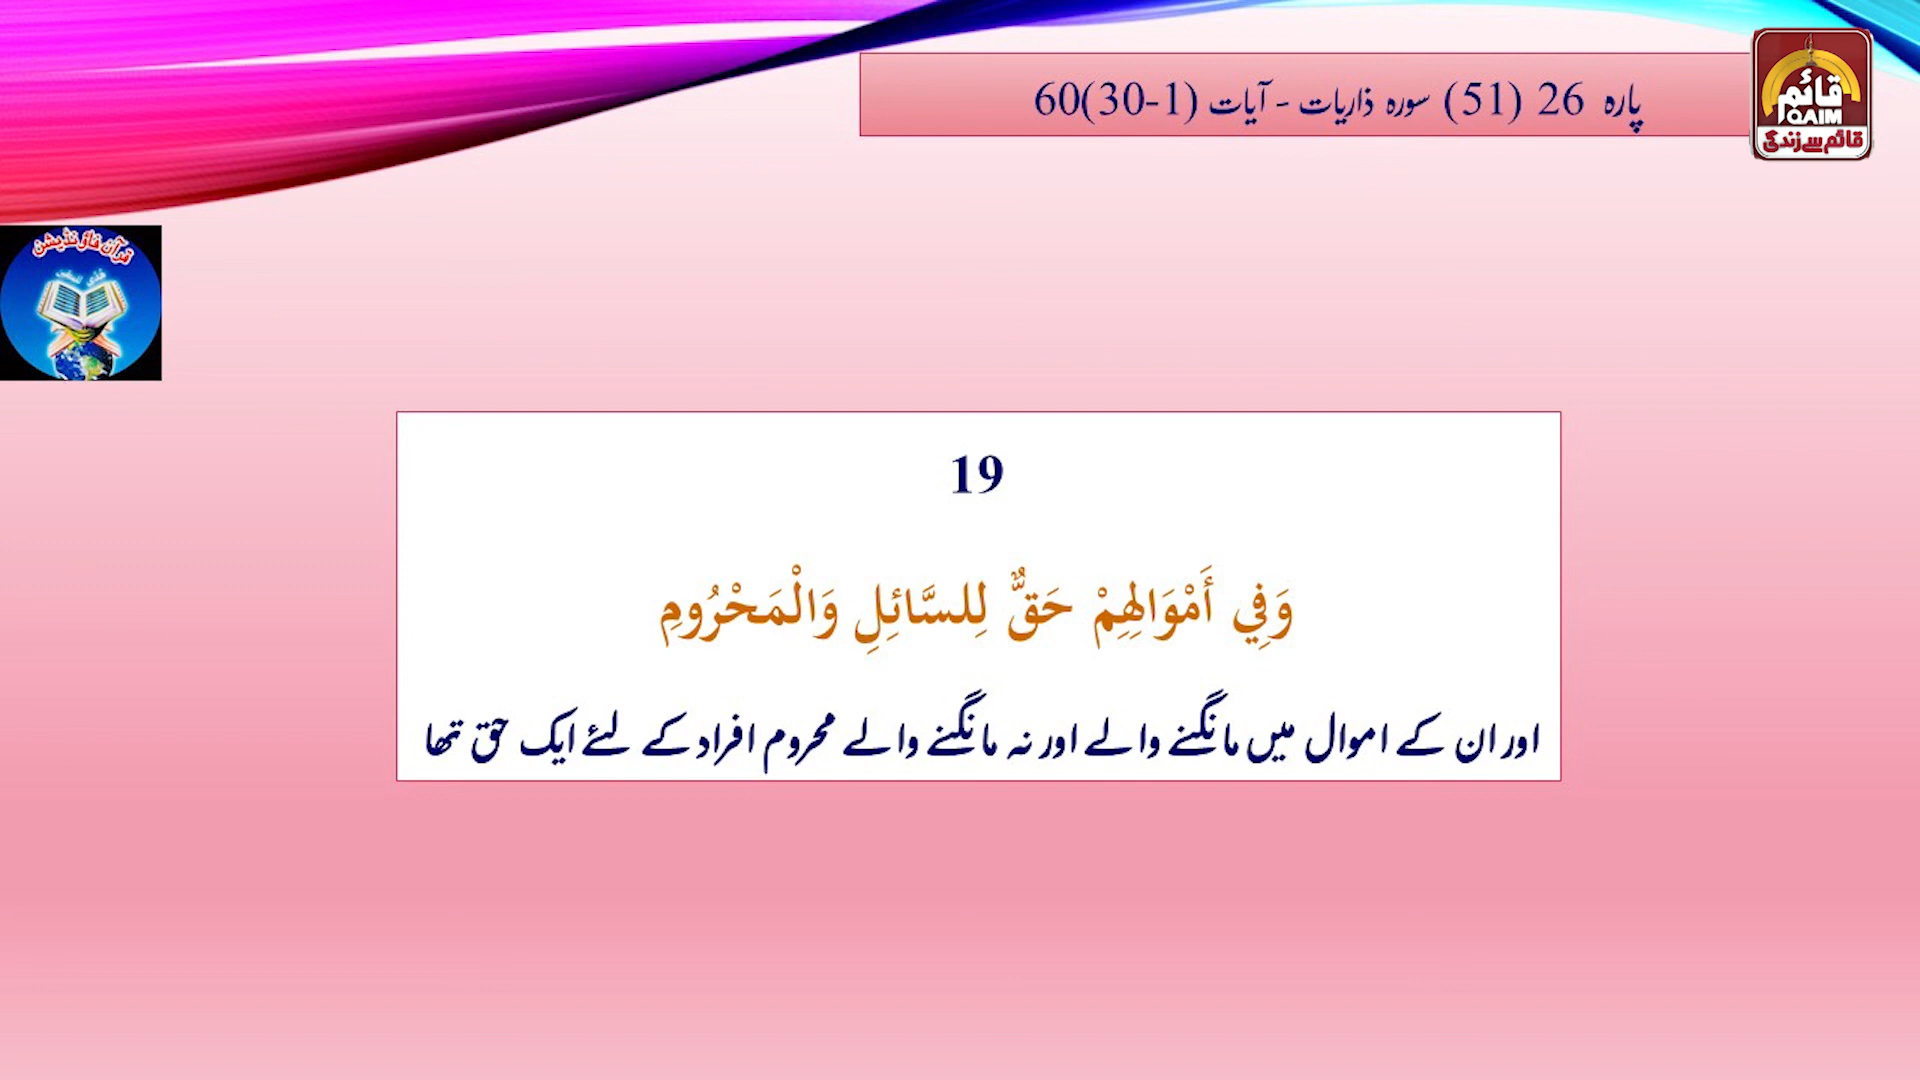 پارہ 26 (51) سورہ ذاریات - آیات (1-30)60
قائم
QAIM
قائم سے زندگی
قرآن فاؤنڈیشن
19
وَفِي أَمْوَالِهِمْ حَقٌّ لِلسَّائِلِ وَالْمَحْرُومِ
اور ان کے اموال میں مانگنے والے اور نہ مانگنے والے محروم افراد کے لئے ایک حق تھا